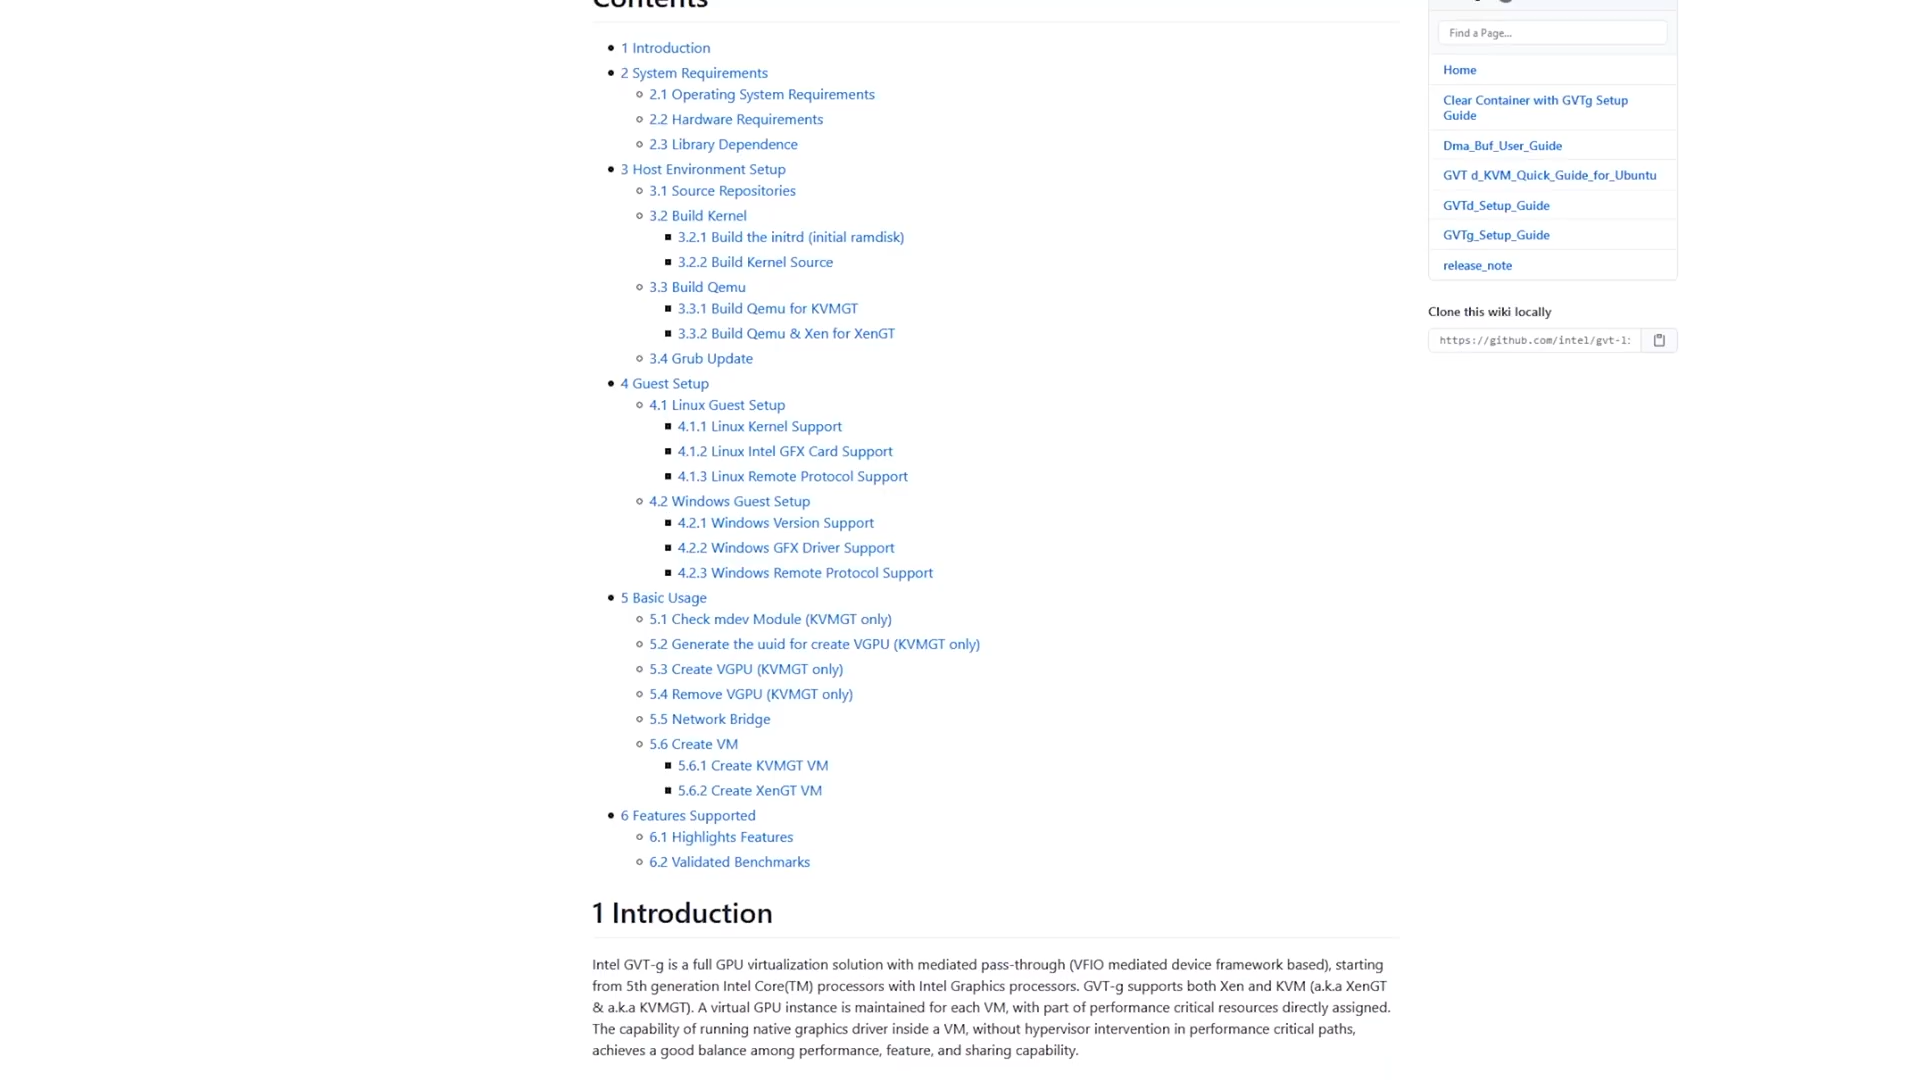 Contents
1 Introduction
2 System Requirements
2.1 Operating System Requirements
2.2 Hardware Requirements
2.3 Library Dependence
3 Host Environment Setup
3.1 Source Repositories
3.2 Build Kernel
3.2.1 Build the initrd (initial ramdisk)
3.2.2 Build Kernel Source
3.3 Build Qemu
3.3.1 Build Qemu for KVMGT
3.3.2 Build Qemu & Xen for XenGT
3.4 Grub Update
4 Guest Setup
4.1 Linux Guest Setup
4.1.1 Linux Kernel Support
4.1.2 Linux Intel GFX Card Support
4.1.3 Linux Remote Protocol Support
4.2 Windows Guest Setup
4.2.1 Windows Version Support
4.2.2 Windows GFX Driver Support
4.2.3 Windows Remote Protocol Support
5 Basic Usage
5.1 Check mdev Module (KVMGT only)
5.2 Generate the uuid for create VGPU (KVMGT only)
5.3 Create VGPU (KVMGT only)
5.4 Remove VGPU (KVMGT only)
5.5 Network Bridge
5.6 Create VM
5.6.1 Create KVMGT VM
5.6.2 Create XenGT VM
6 Features Supported
6.1 Highlights Features
6.2 Validated Benchmarks
1 Introduction
Intel GVT-g is a full GPU virtualization solution with mediated pass-through (VFIO mediated device framework based), starting
from 5th generation Intel Core(TM) processors with Intel Graphics processors. GVT-g supports both Xen and KVM (a.k.a XenGT
& a.k.a KVMGT). A virtual GPU instance is maintained for each VM, with part of performance critical resources directly assigned.
The capability of running native graphics driver inside a VM, without hypervisor intervention in performance critical paths,
achieves a good balance among performance, feature, and sharing capability.
Find a Page...
Home
Clear Container with GVTg Setup
Guide
Dma_Buf_User_Guide
GVT d_KVM_Quick_Guide_for_Ubuntu
GVTd_Setup_Guide
GVTg_Setup_Guide
release_note
Clone this wiki locally
https://github.com/intel/gvt-li